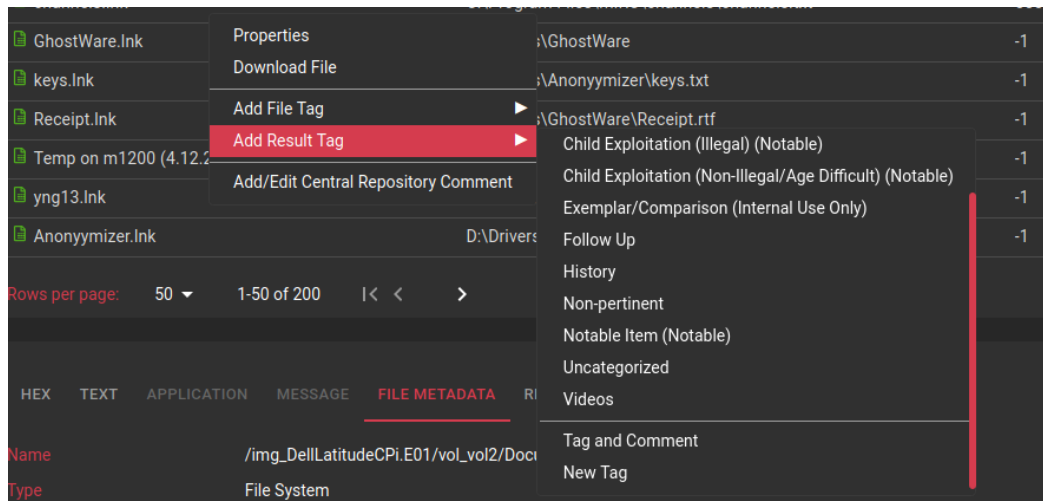 GhostWare.lnk s\GhostWare -1
keys.lnk s\Anonyymizer\keys.txt -1
Receipt.lnk s\GhostWare\Receipt.rtf -1
Temp on m1200 (4.12.2 -1
yng13.lnk -1
Anonyymizer.lnk D:\Drivers -1
Properties
Download File
Add File Tag
Add Result Tag
Add/Edit Central Repository Comment
Child Exploitation (Illegal) (Notable)
Child Exploitation (Non-Illegal/Age Difficult) (Notable)
Exemplar/Comparison (Internal Use Only)
Follow Up
History
Non-pertinent
Notable Item (Notable)
Uncategorized
Videos
Tag and Comment
New Tag
Rows per page: 50 1-50 of 200
HEX TEXT APPLICATION MESSAGE FILE METADATA R
Name /img_DellLatitudeCPi.E01/vol_vol2/Docu
Type File System